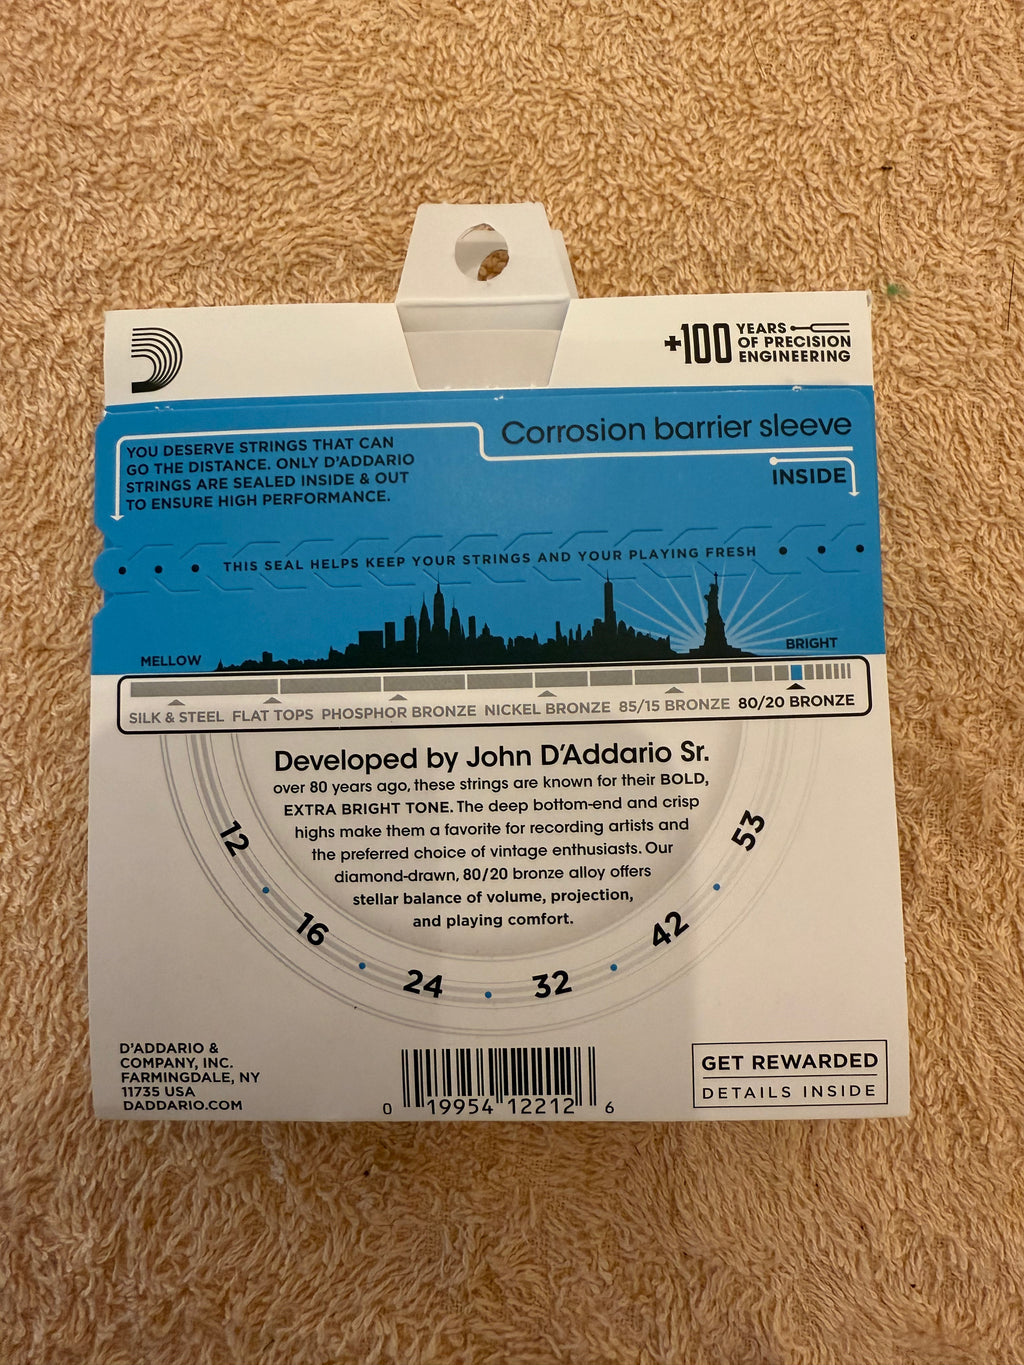 +100 YEARS
OF PRECISION
ENGINEERING
Corrosion barrier sleeve
INSIDE
YOU DESERVE STRINGS THAT CAN
GO THE DISTANCE. ONLY D'ADDARIO
STRINGS ARE SEALED INSIDE & OUT
TO ENSURE HIGH PERFORMANCE.
THIS SEAL HELPS KEEP YOUR STRINGS AND YOUR PLAYING FRESH
MELLOW
BRIGHT
SILK & STEEL FLAT TOPS PHOSPHOR BRONZE NICKEL BRONZE 85/15 BRONZE 80/20 BRONZE
Developed by John D'Addario Sr.
over 80 years ago, these strings are known for their BOLD,
EXTRA BRIGHT TONE. The deep bottom-end and crisp
highs make them a favorite for recording artists and
the preferred choice of vintage enthusiasts. Our
diamond-drawn, 80/20 bronze alloy offers
stellar balance of volume, projection,
and playing comfort.
12 • 16 • 24 • 32 • 42 • 53
D'ADDARIO &
COMPANY, INC.
FARMINGDALE, NY
11735 USA
DADDARIO.COM
0 19954 12212 6
GET REWARDED
DETAILS INSIDE